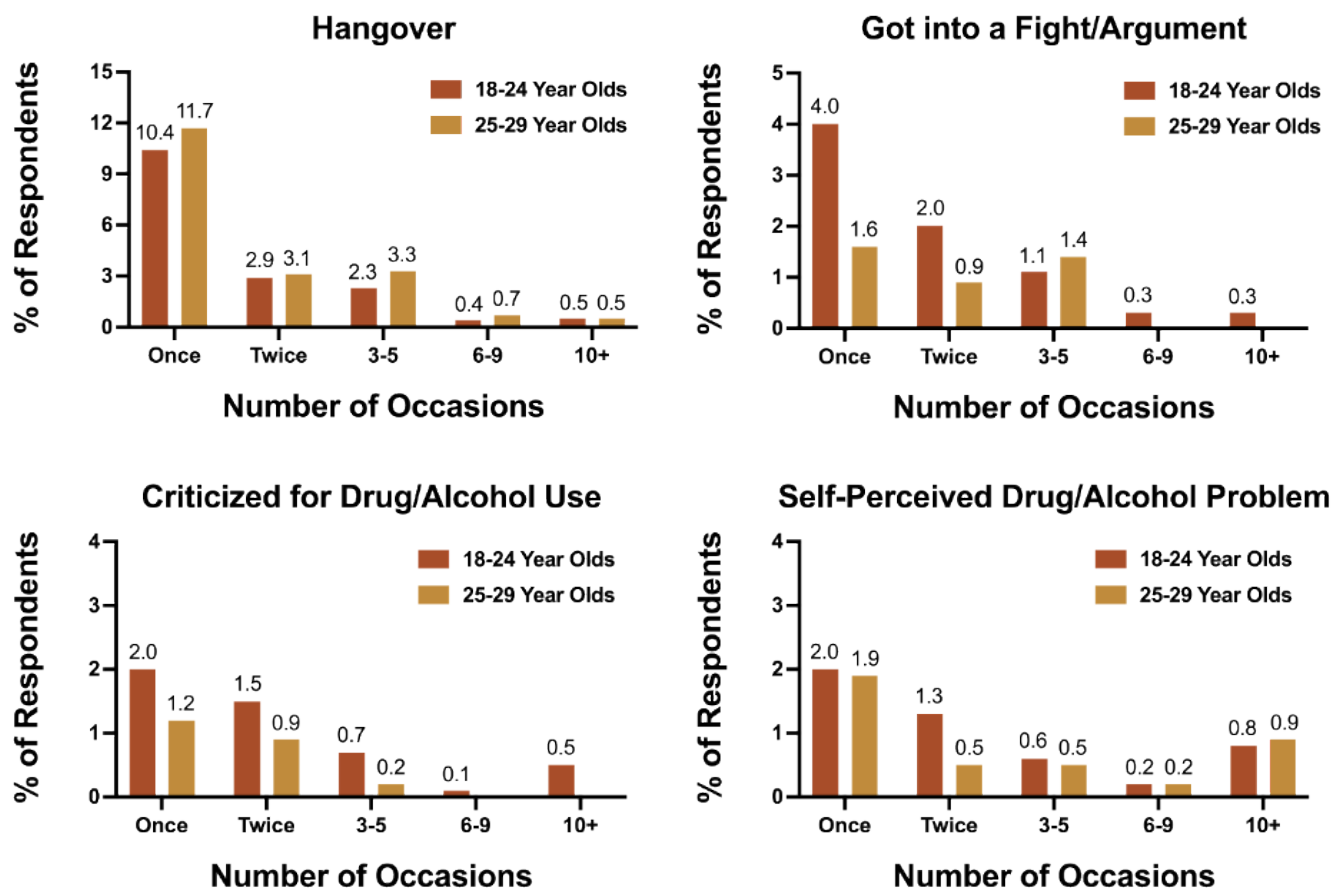 Hangover
% of Respondents
15
12
9
6
3
0
18-24 Year Olds
25-29 Year Olds
10.4
11.7
2.9
3.1
2.3
3.3
0.4
0.7
0.5
0.5
Once
Twice
3-5
6-9
10+
Number of Occasions
Got into a Fight/Argument
% of Respondents
5
4
3
2
1
0
18-24 Year Olds
25-29 Year Olds
4.0
1.6
2.0
0.9
1.1
1.4
0.3
0.3
Once
Twice
3-5
6-9
10+
Number of Occasions
Criticized for Drug/Alcohol Use
% of Respondents
4
3
2
1
0
18-24 Year Olds
25-29 Year Olds
2.0
1.2
1.5
0.9
0.7
0.2
0.1
0.5
Once
Twice
3-5
6-9
10+
Number of Occasions
Self-Perceived Drug/Alcohol Problem
% of Respondents
4
3
2
1
0
18-24 Year Olds
25-29 Year Olds
2.0
1.9
1.3
0.5
0.6
0.5
0.2
0.2
0.8
0.9
Once
Twice
3-5
6-9
10+
Number of Occasions